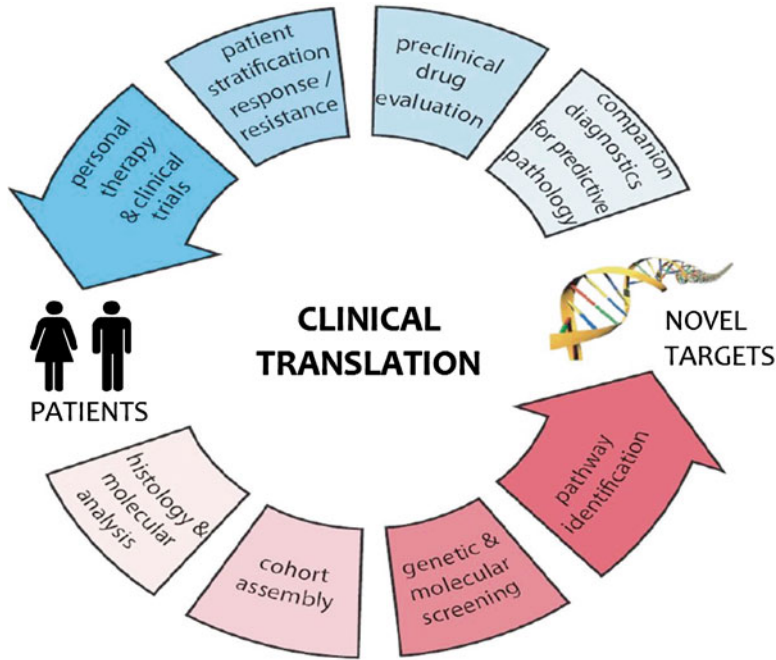 patient
stratification
response /
resistance
preclinical
drug
evaluation
companion
diagnostics
for predictive
pathology
personal
therapy
& clinical
trials
CLINICAL
TRANSLATION
NOVEL
TARGETS
PATIENTS
histology &
molecular
analysis
cohort
assembly
genetic &
molecular
screening
pathway
identification